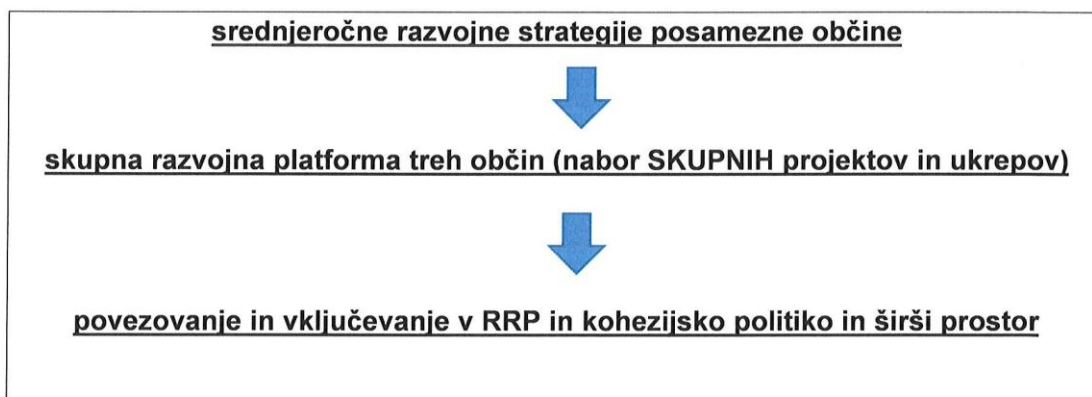 srednjeročne razvojne strategije posamezne občine
skupna razvojna platforma treh občin (nabor SKUPNIH projektov in ukrepov)
povezovanje in vključevanje v RRP in kohezijsko politiko in širši prostor